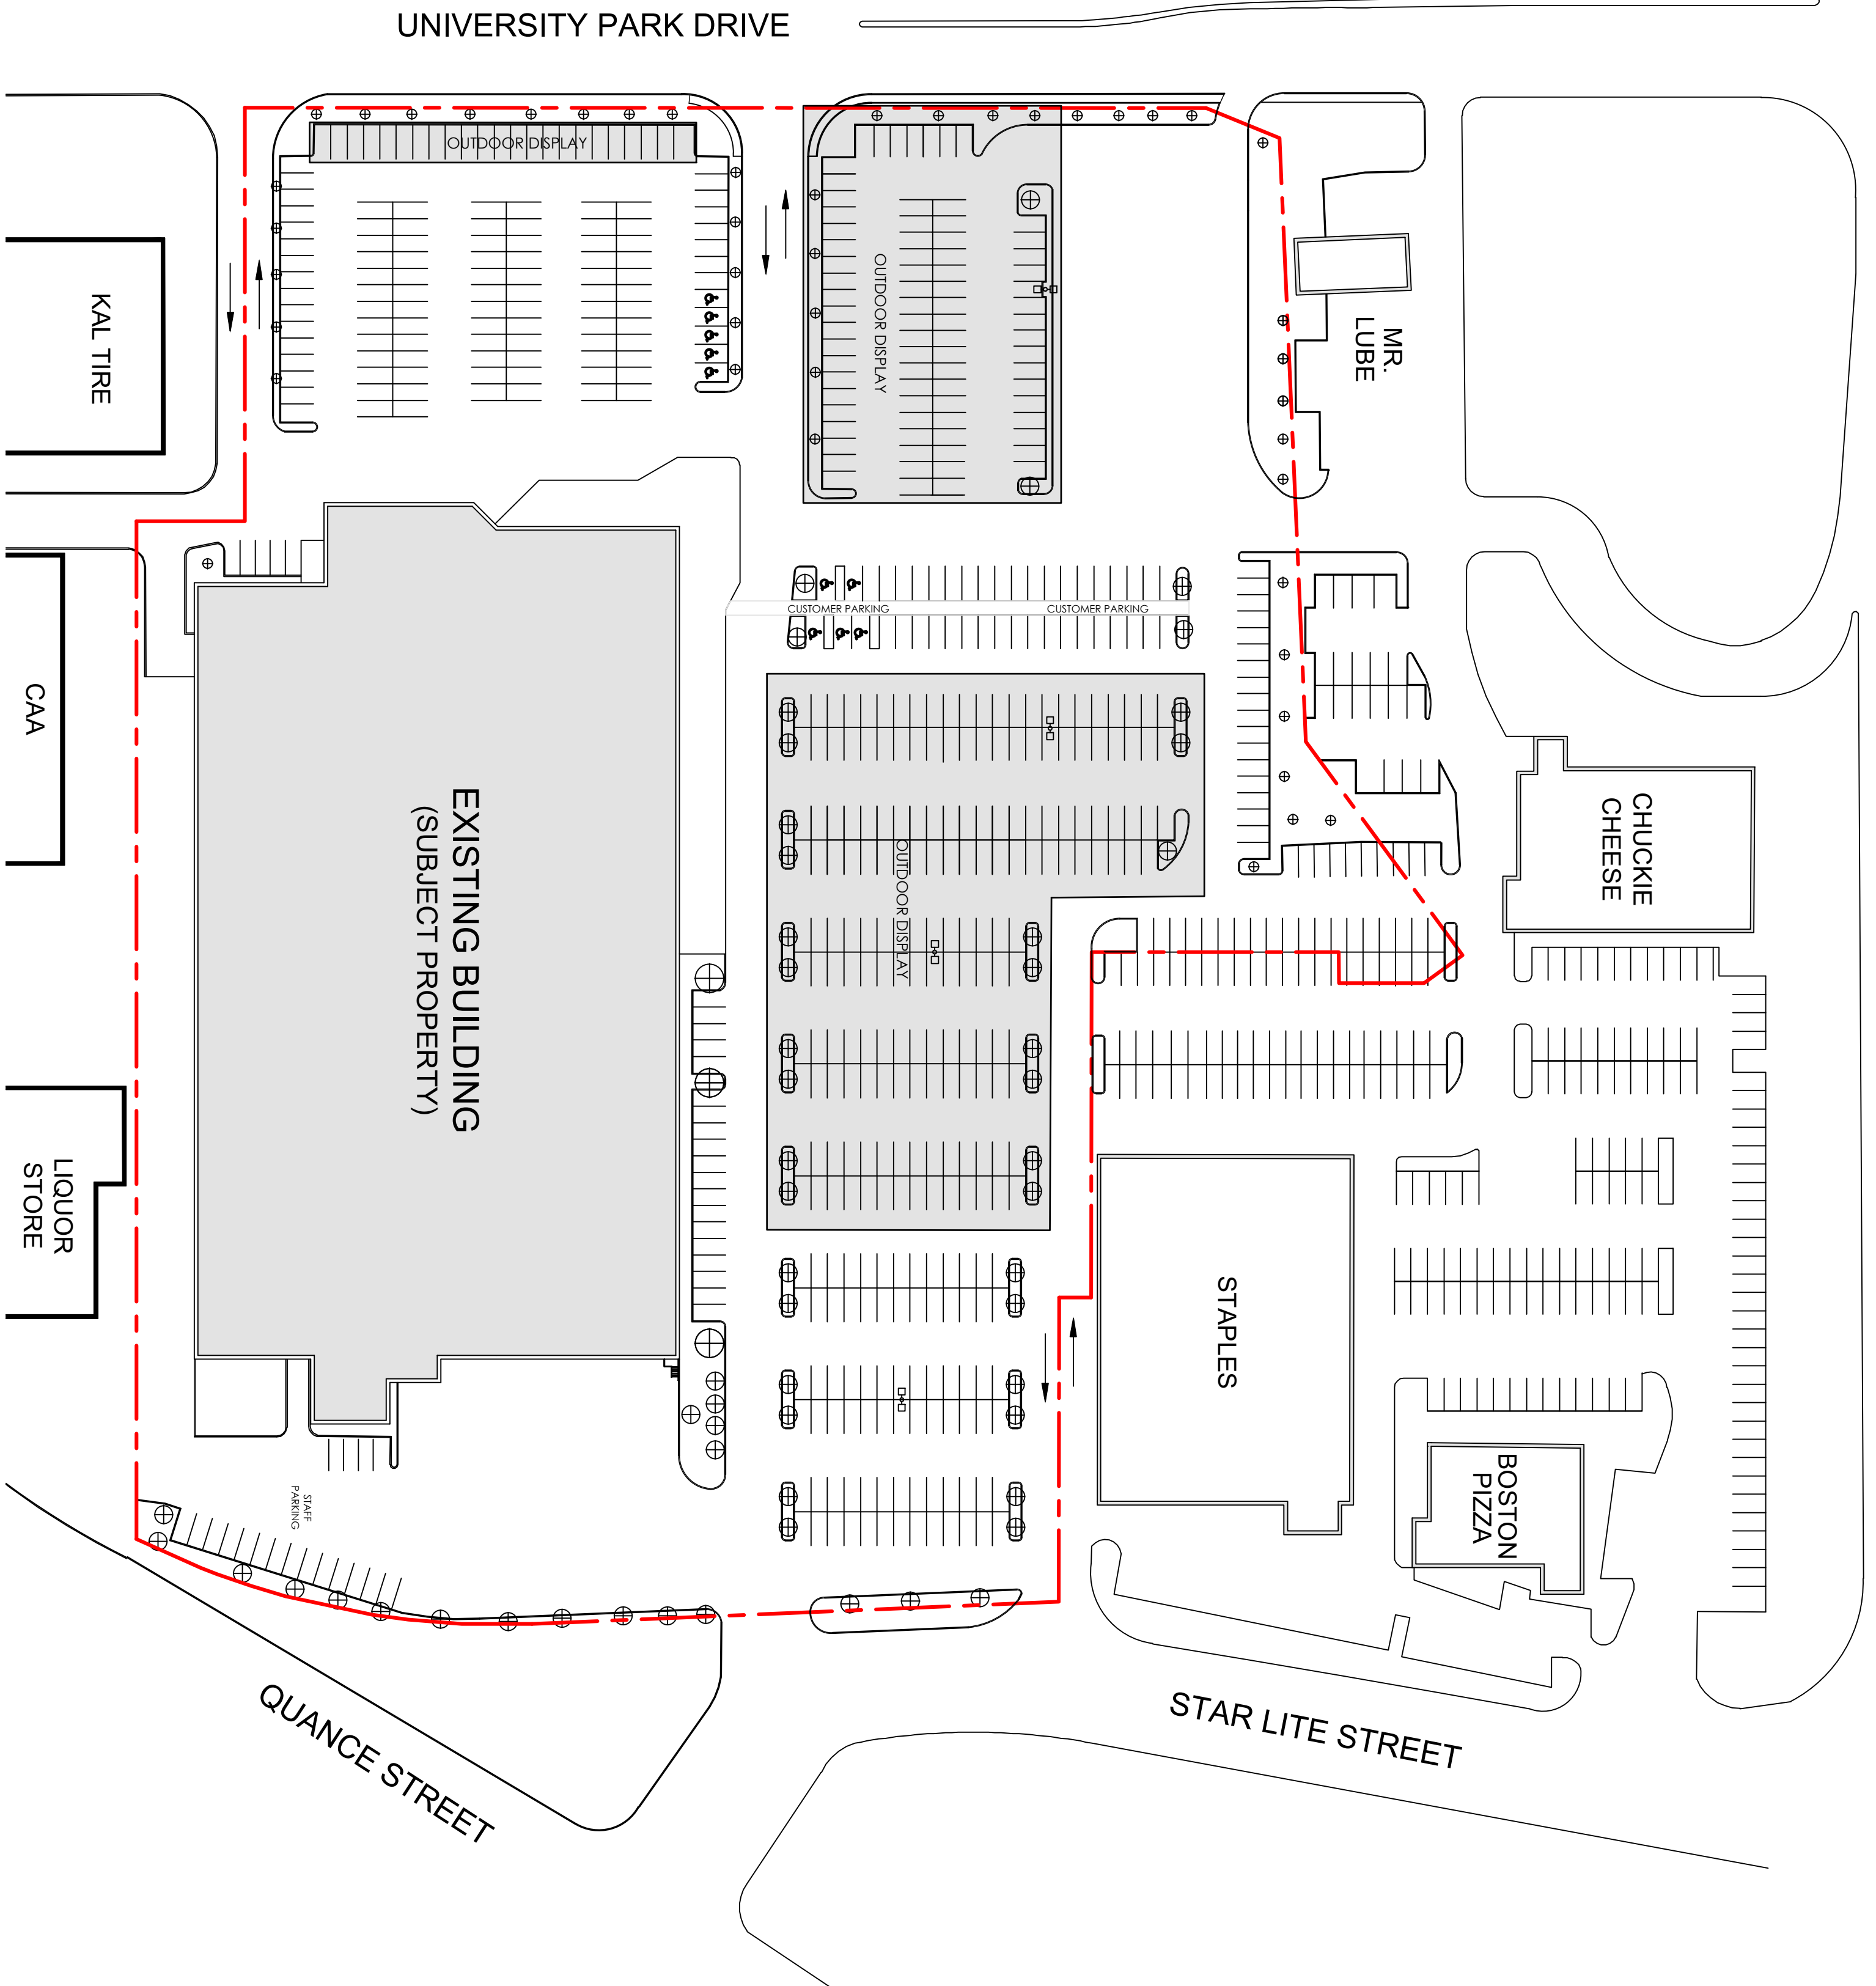 UNIVERSITY PARK DRIVE
OUTDOOR DISPLAY
OUTDOOR DISPLAY
KAL TIRE
MR.
LUBE
CUSTOMER PARKING
CUSTOMER PARKING
CAA
EXISTING BUILDING
(SUBJECT PROPERTY)
OUTDOOR DISPLAY
CHUCKIE
CHEESE
LIQUOR
STORE
STAPLES
BOSTON
PIZZA
STAFF
PARKING
QUANCE STREET
STAR LITE STREET